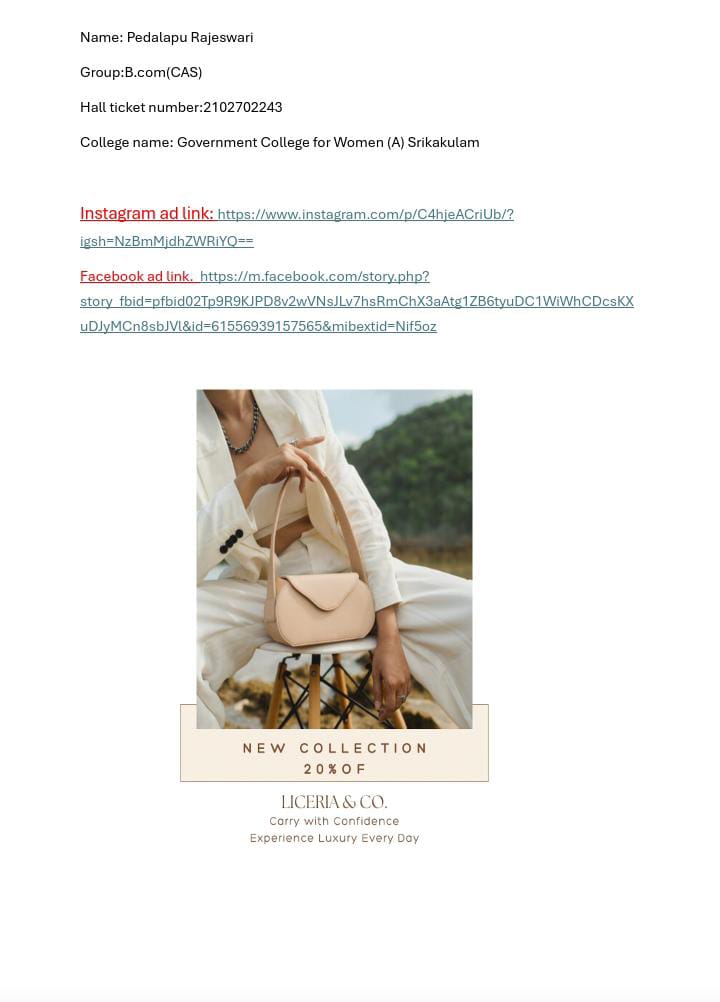 Name: Pedalapu Rajeswari
Group:B.com(CAS)
Hall ticket number:2102702243
College name: Government College for Women (A) Srikakulam
Instagram ad link: https://www.instagram.com/p/C4hjeACriUb/?
igsh=NzBmMjdhZWRiYQ==
Facebook ad link. https://m.facebook.com/story.php?
story_fbid=pfbid02Tp9R9KJPD8v2wVNsJLv7hsRmChX3aAtg1ZB6tyuDC1WiWhCDcsKX
uDJyMCn8sbJVl&id=61556939157565&mibextid=Nif5oz
NEW COLLECTION
20%OF
LICERIA & CO.
Carry with Confidence
Experience Luxury Every Day